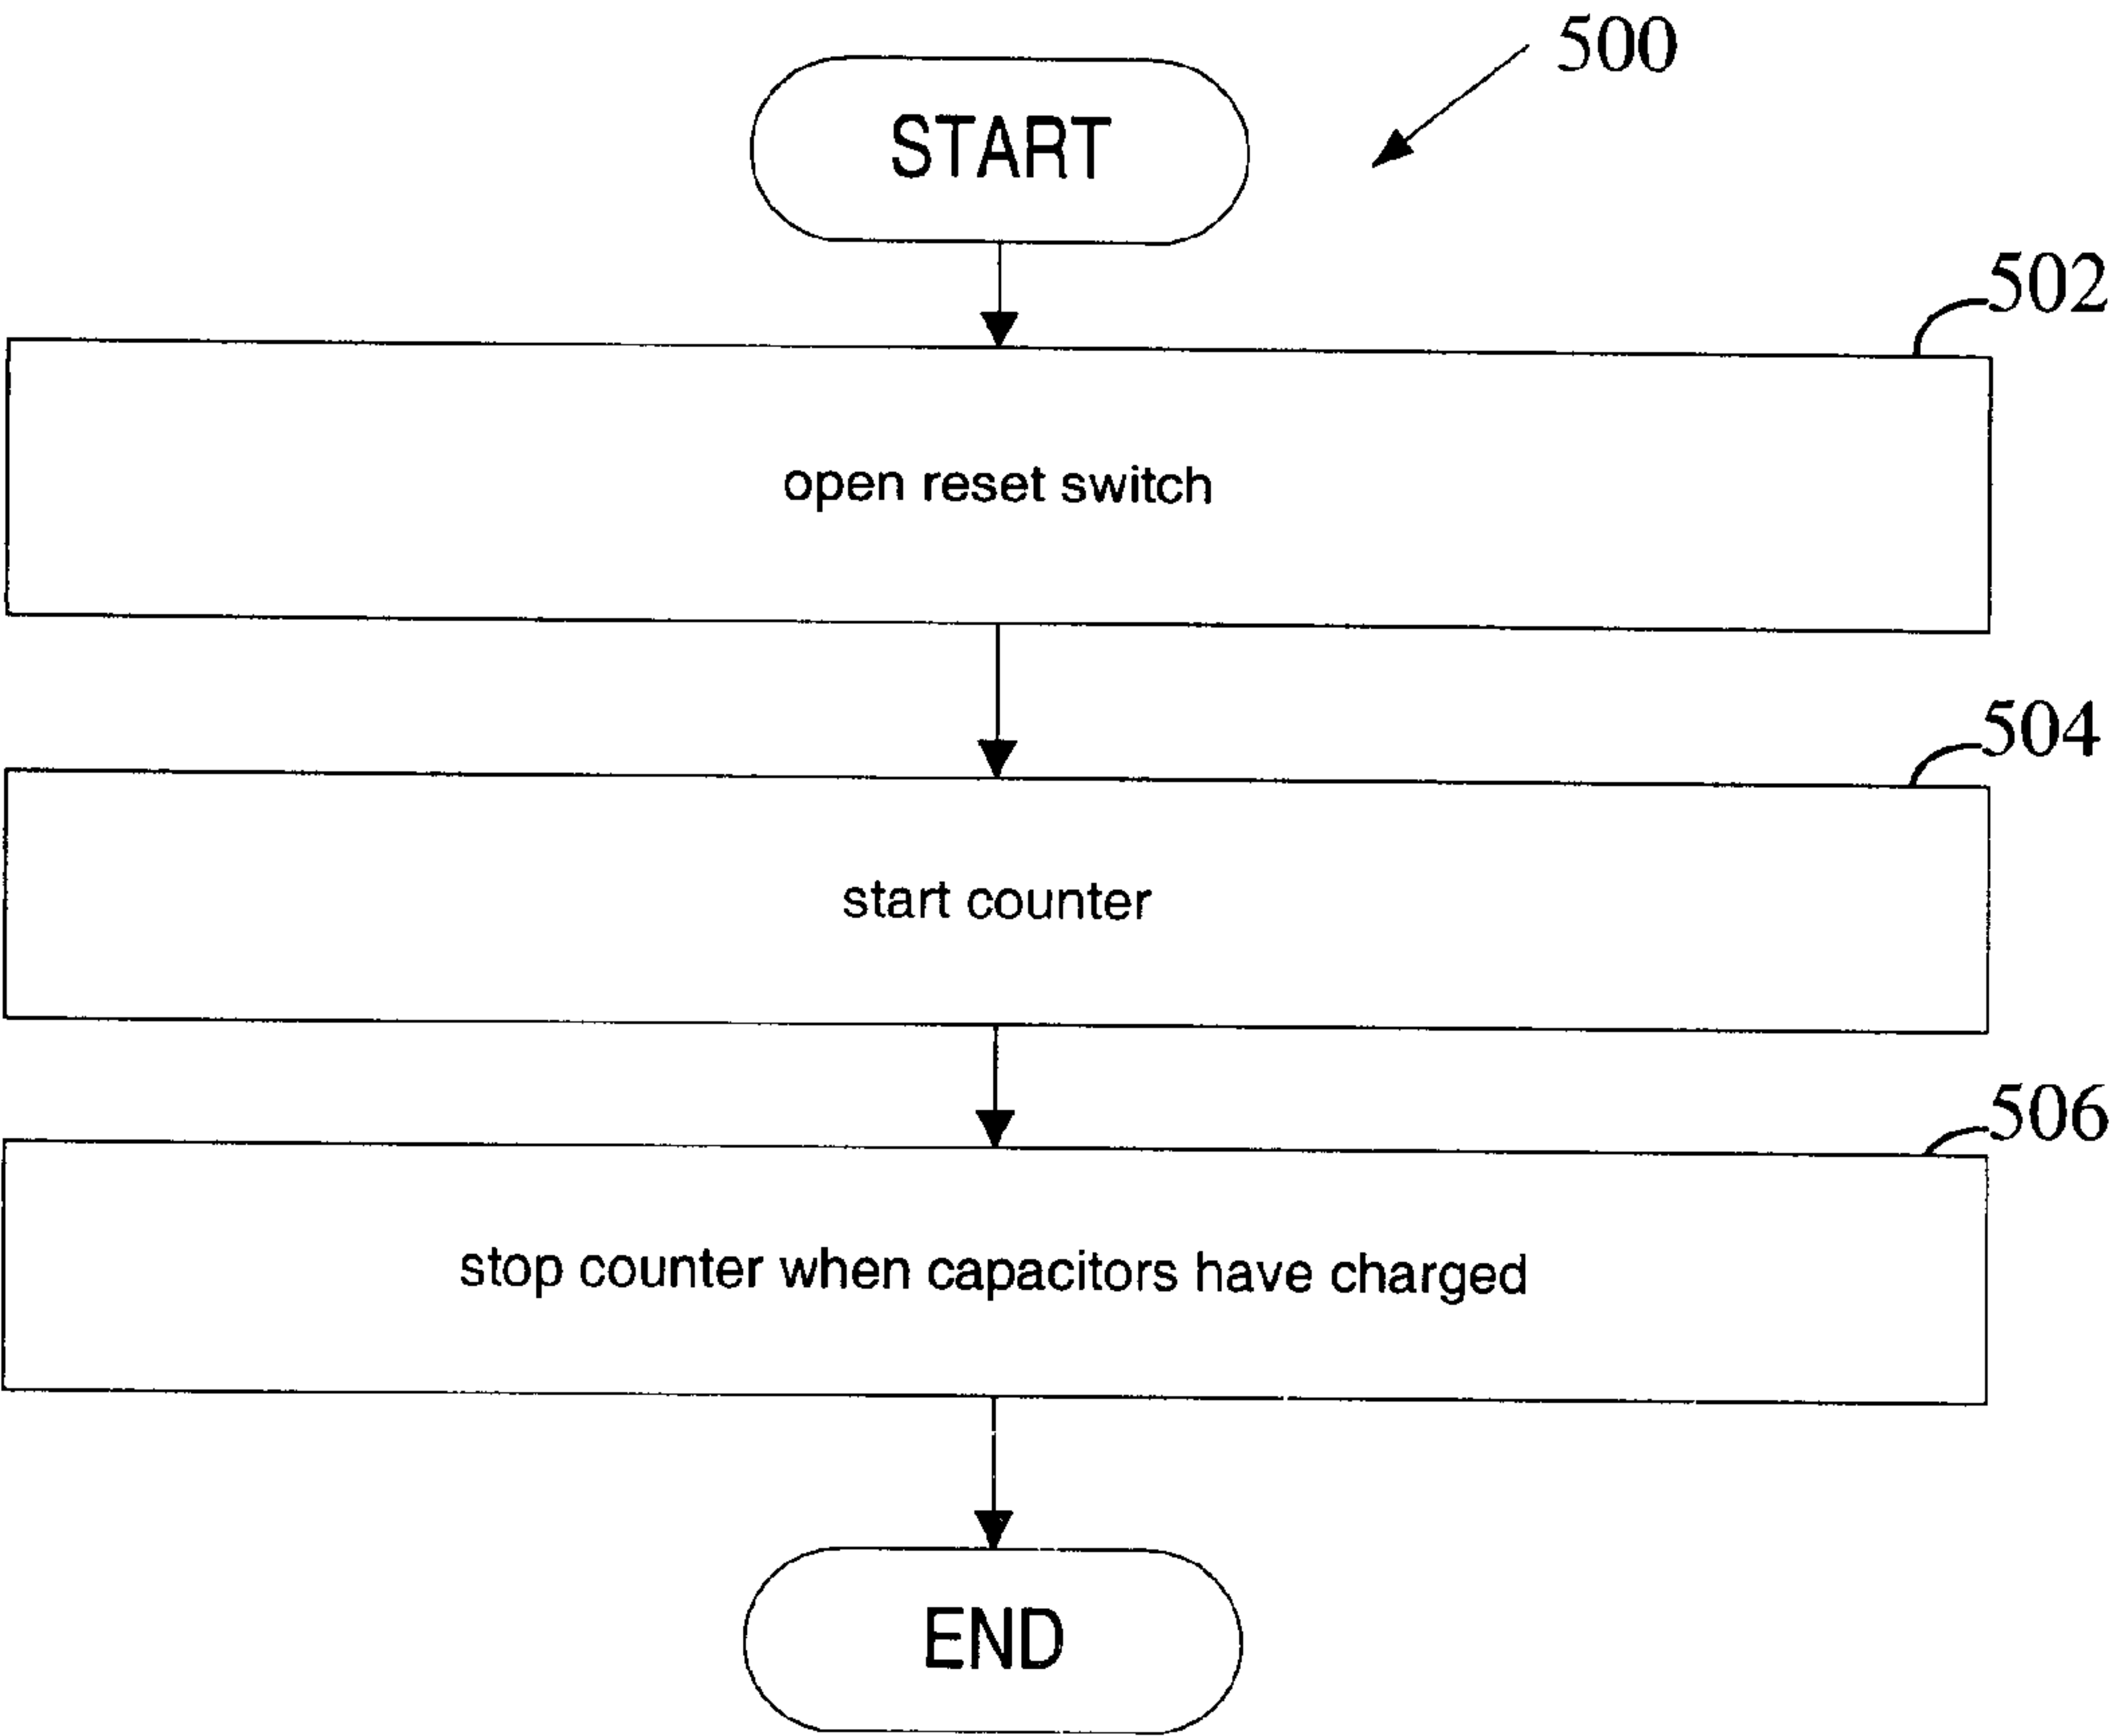 500
START
502
open reset switch
504
start counter
506
stop counter when capacitors have charged
END